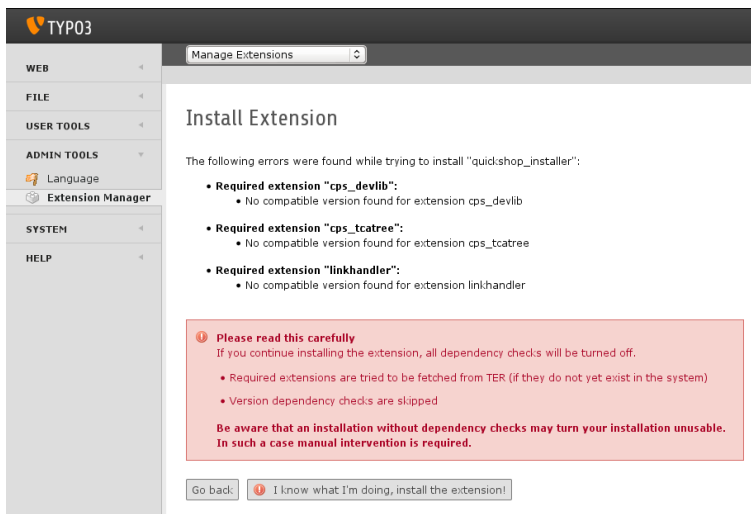 TYPO3
Manage Extensions
WEB
FILE
USER TOOLS
ADMIN TOOLS
Language
Extension Manager
SYSTEM
HELP
Install Extension
The following errors were found while trying to install "quickshop_installer":
• Required extension "cps_devlib":
• No compatible version found for extension cps_devlib
• Required extension "cps_tcatree":
• No compatible version found for extension cps_tcatree
• Required extension "linkhandler":
• No compatible version found for extension linkhandler
Please read this carefully
If you continue installing the extension, all dependency checks will be turned off.
• Required extensions are tried to be fetched from TER (if they do not yet exist in the system)
• Version dependency checks are skipped
Be aware that an installation without dependency checks may turn your installation unusable.
In such a case manual intervention is required.
Go back
I know what I'm doing, install the extension!